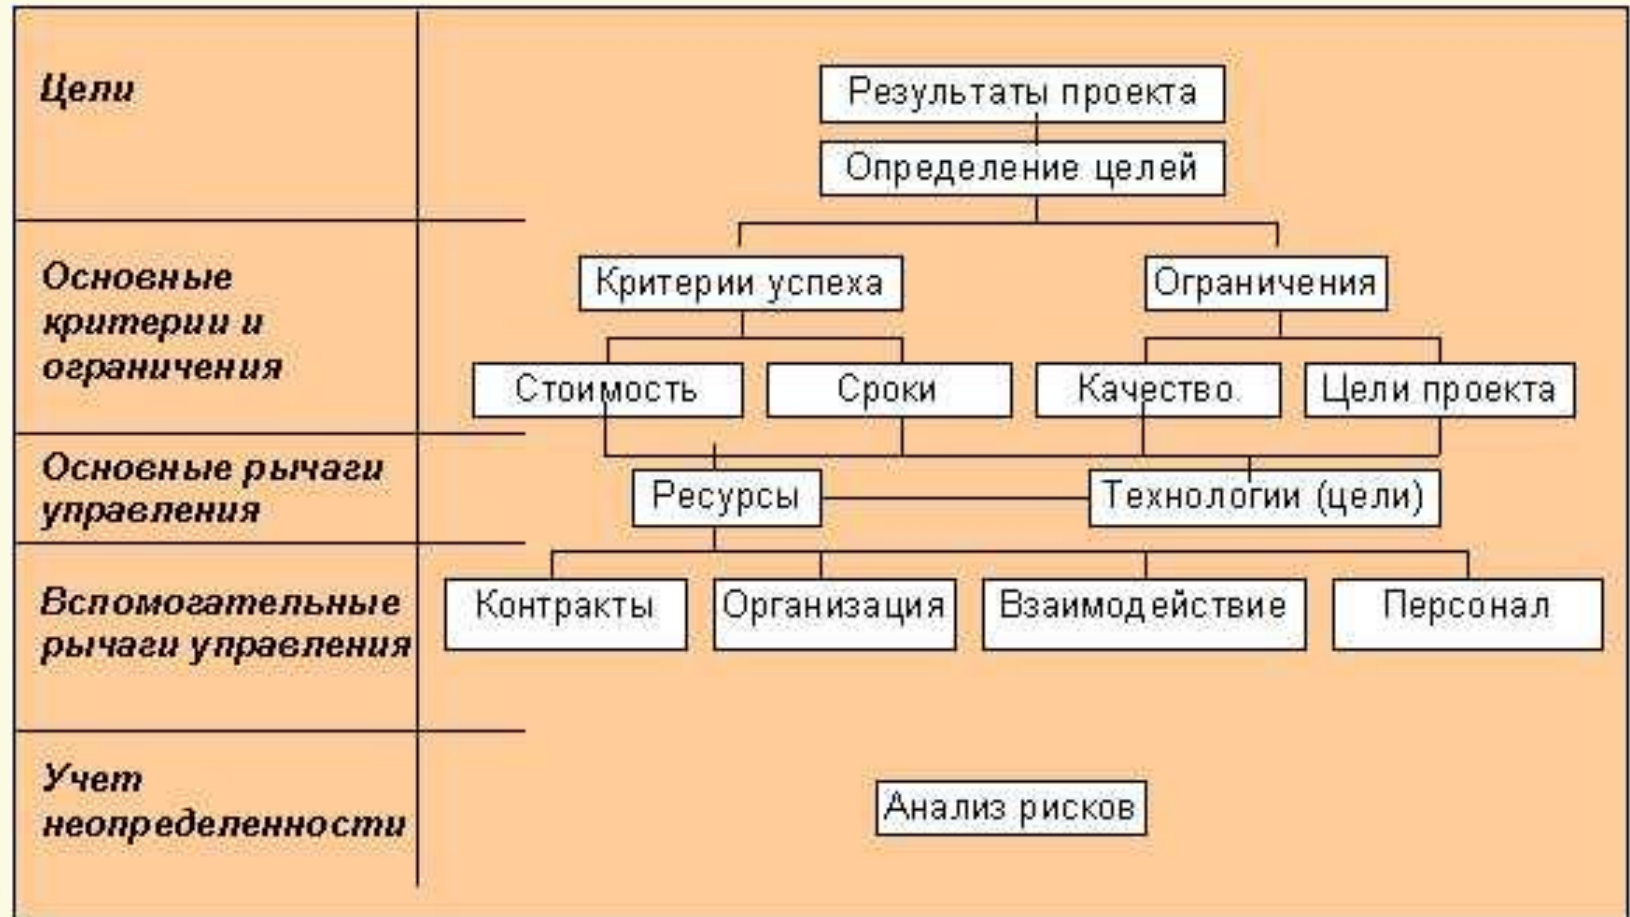 Цели
Результаты проекта
Определение целей
Основные
критерии и
ограничения
Критерии успеха
Ограничения
Стоимость
Сроки
Качество.
Цели проекта
Основные рычаги
управления
Ресурсы
Технологии (цели)
Вспомогательные
рычаги управления
Контракты
Организация
Взаимодействие
Персонал
Учет
неопределенности
Анализ рисков